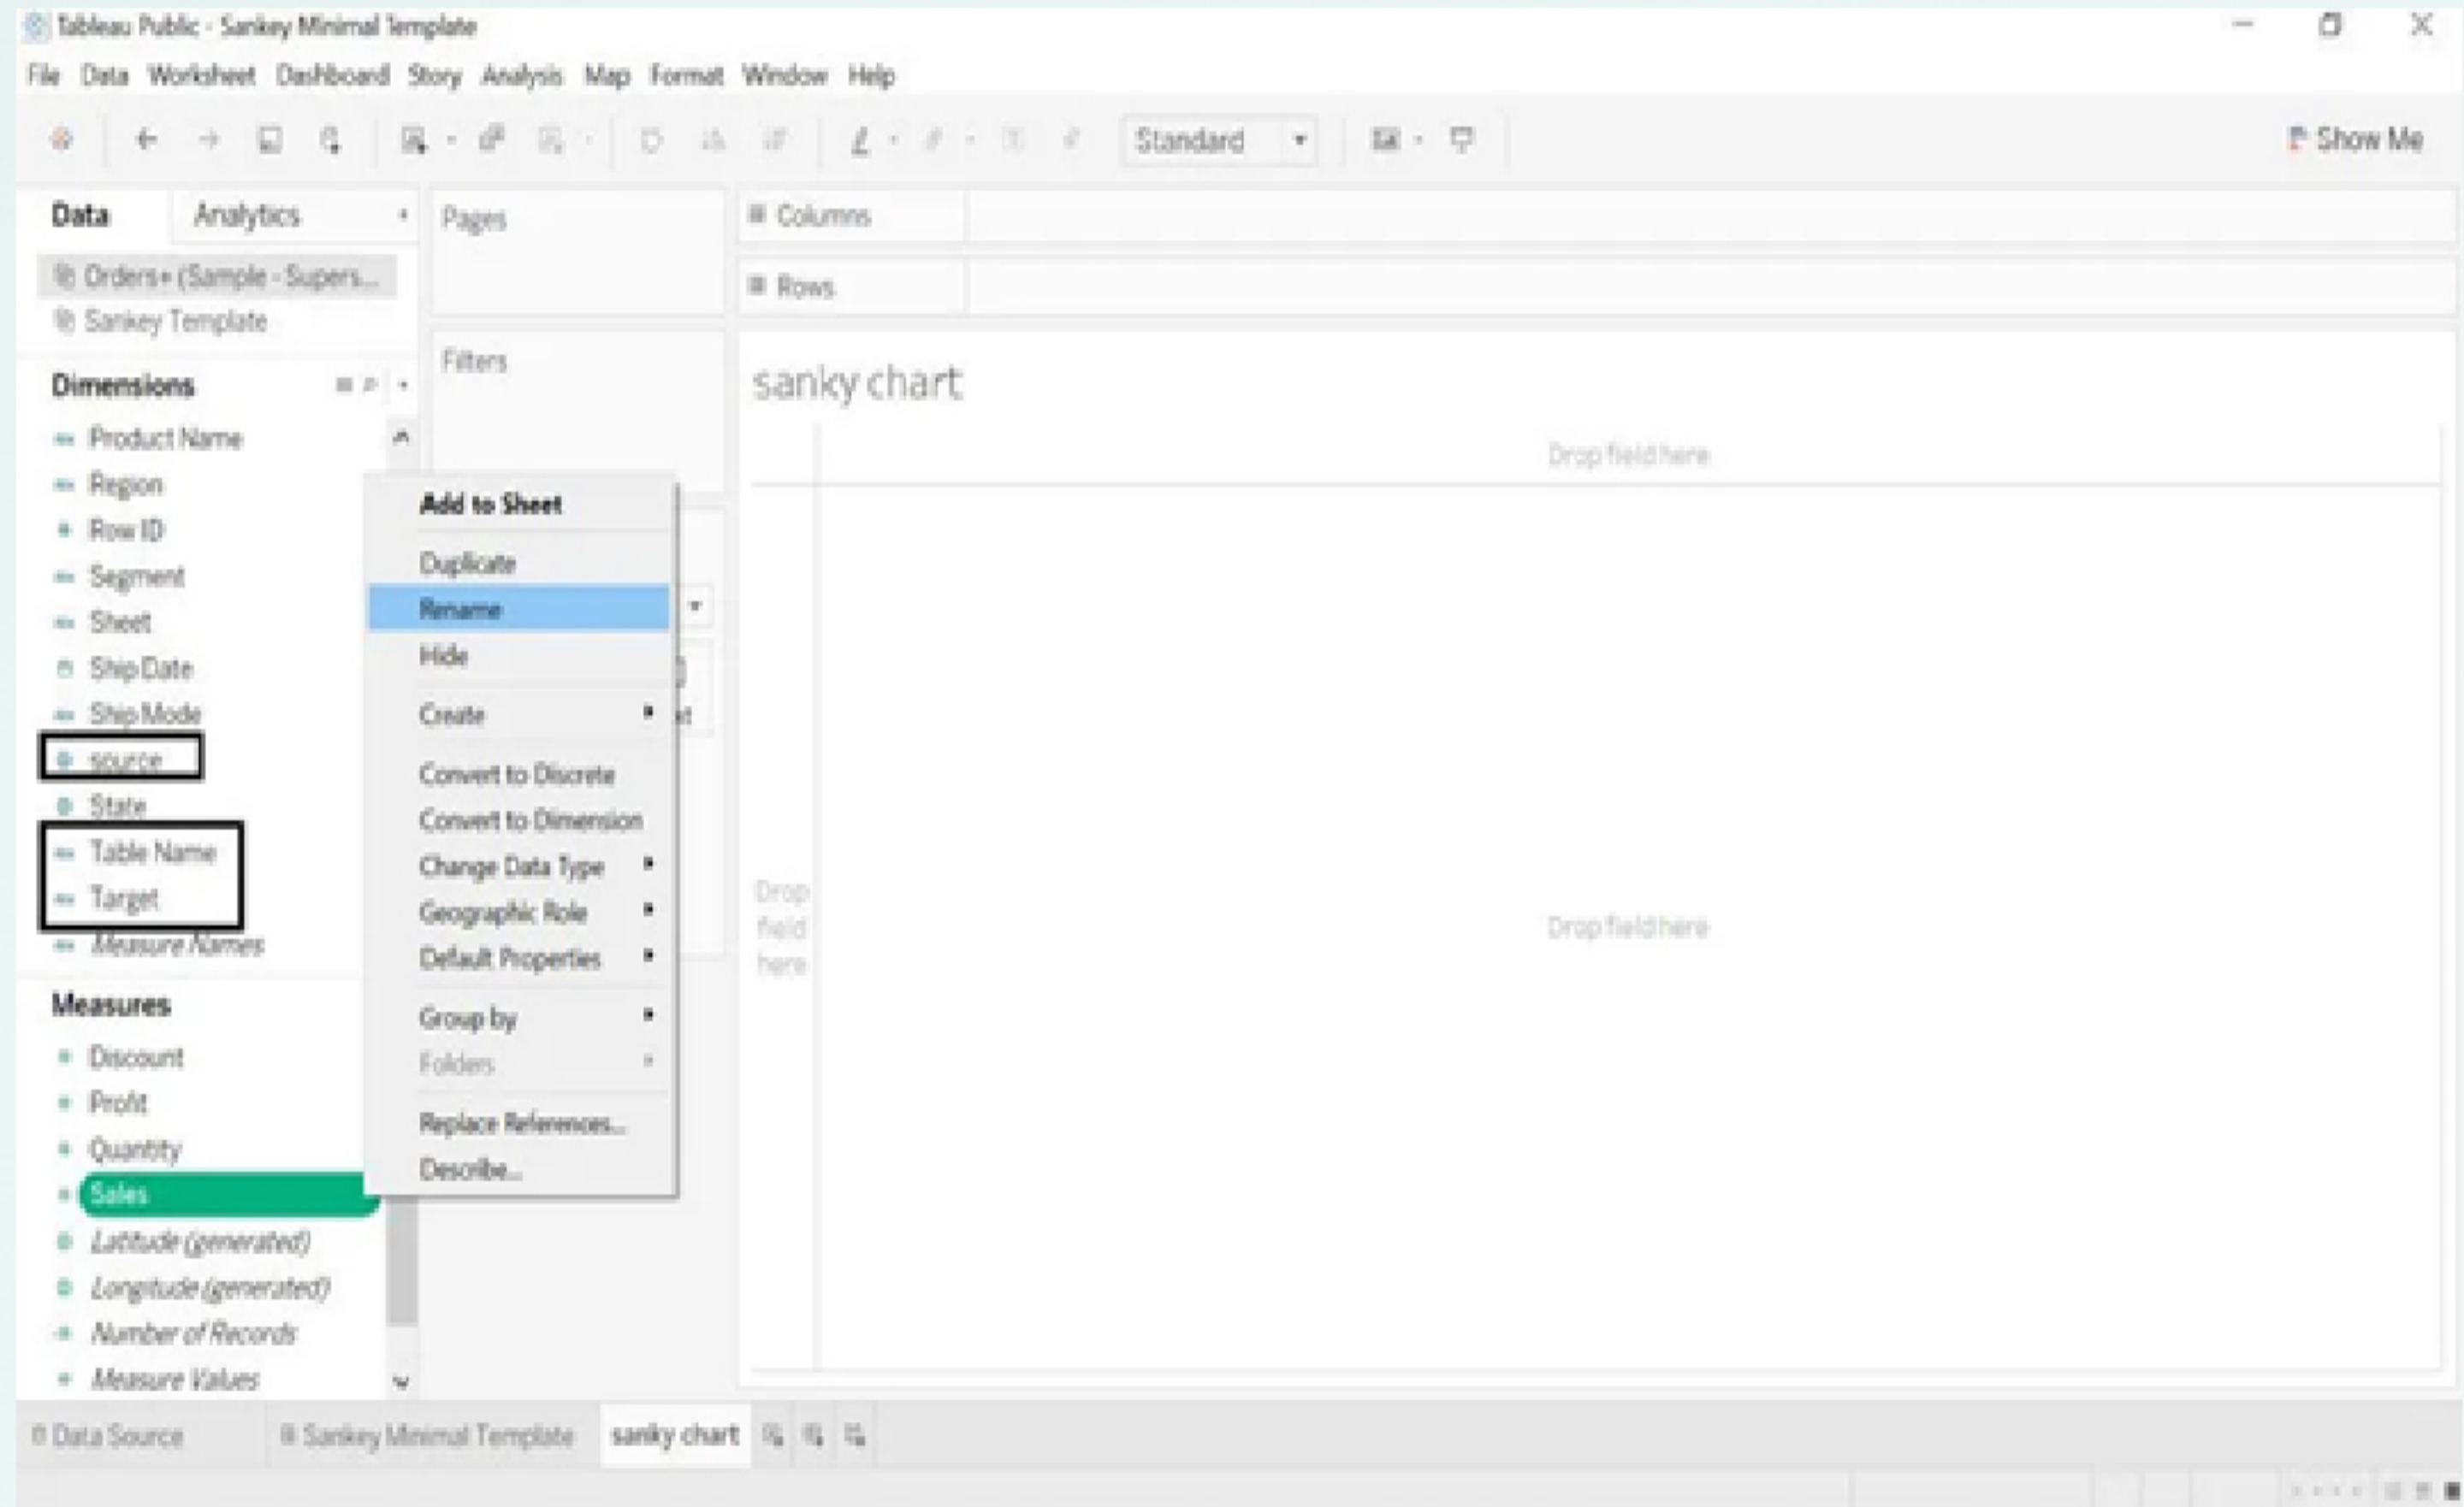 Tableau Public - Sankey Minimal Template
File Data Worksheet Dashboard Story Analysis Map Format Window Help
Standard
Show Me
Data Analytics
Pages
Columns
Orders+ (Sample - Supers...
Rows
Sankey Template
Filters
sanky chart
Dimensions
Product Name
Region
Row ID
Segment
Sheet
Ship Date
Ship Mode
source
State
Table Name
Target
Measure Names
Measures
Discount
Profit
Quantity
Sales
Latitude (generated)
Longitude (generated)
Number of Records
Measure Values
Add to Sheet
Duplicate
Rename
Hide
Create
Convert to Discrete
Convert to Dimension
Change Data Type
Geographic Role
Default Properties
Group by
Folders
Replace References...
Describe...
Drop field here
Drop
field
here
Drop field here
Data Source Sankey Minimal Template sanky chart